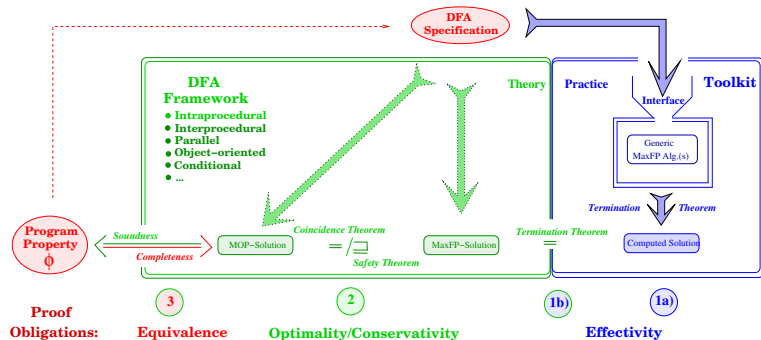 DFA
Specification
DFA
Framework
Theory
Practice
Toolkit
Interface
• Intraprocedural
• Interprocedural
• Parallel
• Object-oriented
• Conditional
• ...
Generic
MaxFP Alg.(s)
Termination Theorem
Program
Property
ϕ
Soundness
Completeness
MOP-Solution
Coincidence Theorem
=/⊒
Safety Theorem
MaxFP-Solution
Termination Theorem
=
Computed Solution
3
2
1b)
1a)
Proof
Obligations:
Equivalence
Optimality/Conservativity
Effectivity